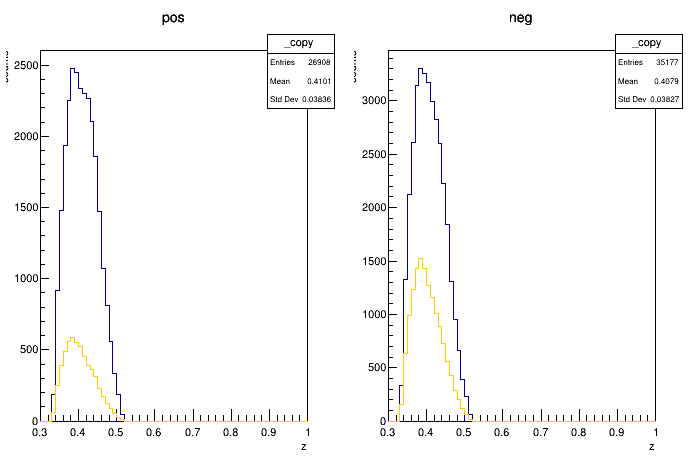 pos
_copy
Entries 26908
Mean 0.4101
Std Dev 0.03836
2500
2000
1500
1000
500
0
0.3 0.4 0.5 0.6 0.7 0.8 0.9 1
z
neg
_copy
Entries 35177
Mean 0.4079
Std Dev 0.03827
3000
2500
2000
1500
1000
500
0
0.3 0.4 0.5 0.6 0.7 0.8 0.9 1
z